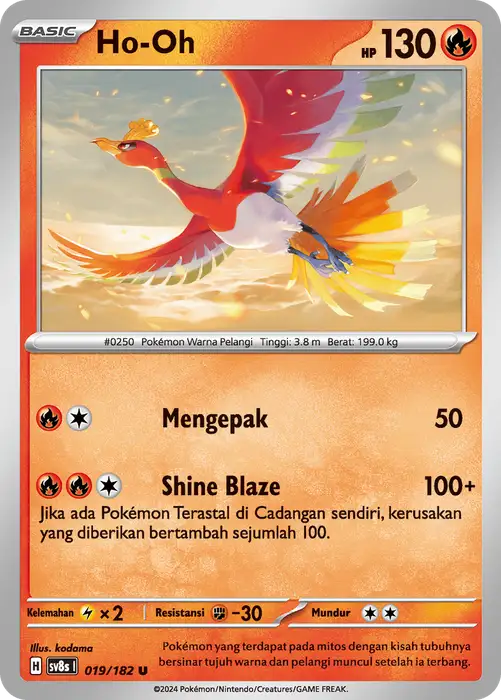 BASIC
Ho-Oh
HP 130
#0250 Pokémon Warna Pelangi Tinggi: 3.8 m Berat: 199.0 kg
Mengepak 50
Shine Blaze 100+
Jika ada Pokémon Terastal di Cadangan sendiri, kerusakan
yang diberikan bertambah sejumlah 100.
Kelemahan ×2 Resistansi −30 Mundur
Illus. kodama
Pokémon yang terdapat pada mitos dengan kisah tubuhnya
bersinar tujuh warna dan pelangi muncul setelah ia terbang.
H sv8s I 019/182 U
©2024 Pokémon/Nintendo/Creatures/GAME FREAK.